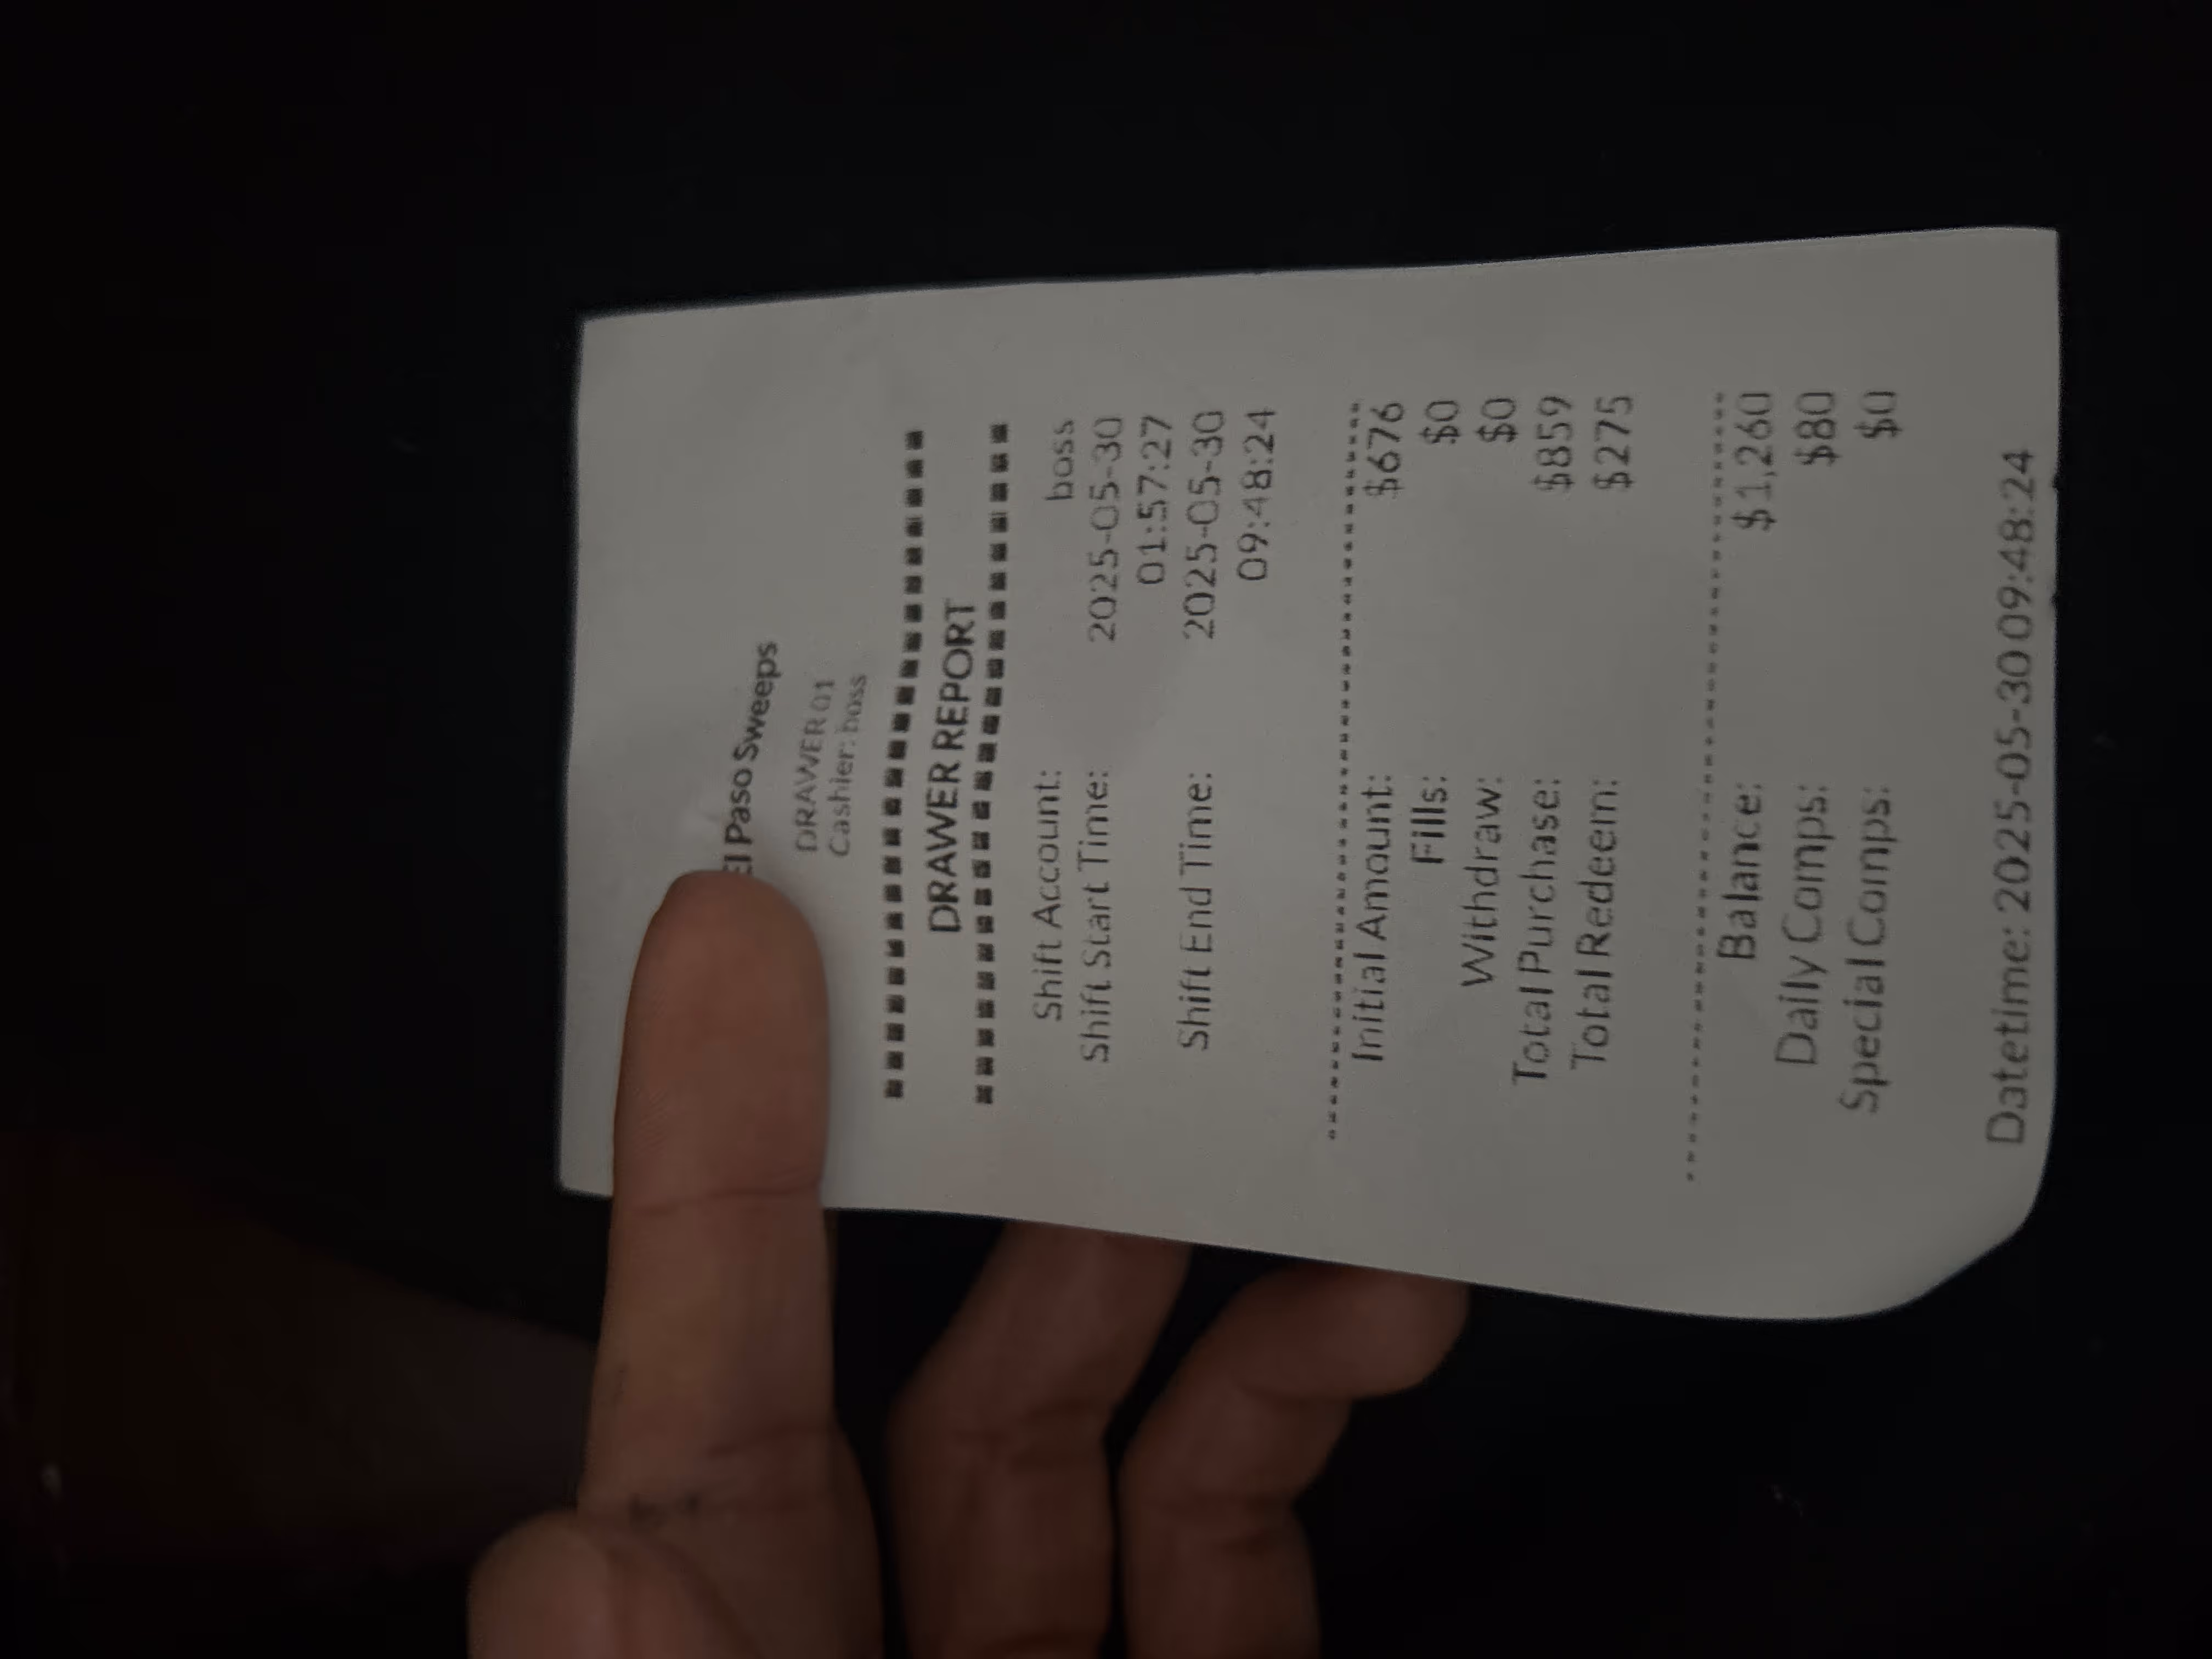 El Paso Sweeps
DRAWER 01
Cashier: boss
DRAWER REPORT
Shift Account: boss
Shift Start Time: 2025-05-30
01:57:27
Shift End Time: 2025-05-30
09:48:24
Initial Amount: $676
Fills: $0
Withdraw: $0
Total Purchase: $859
Total Redeem: $275
Balance: $1,260
Daily Comps: $80
Special Comps: $0
Datetime: 2025-05-30 09:48:24